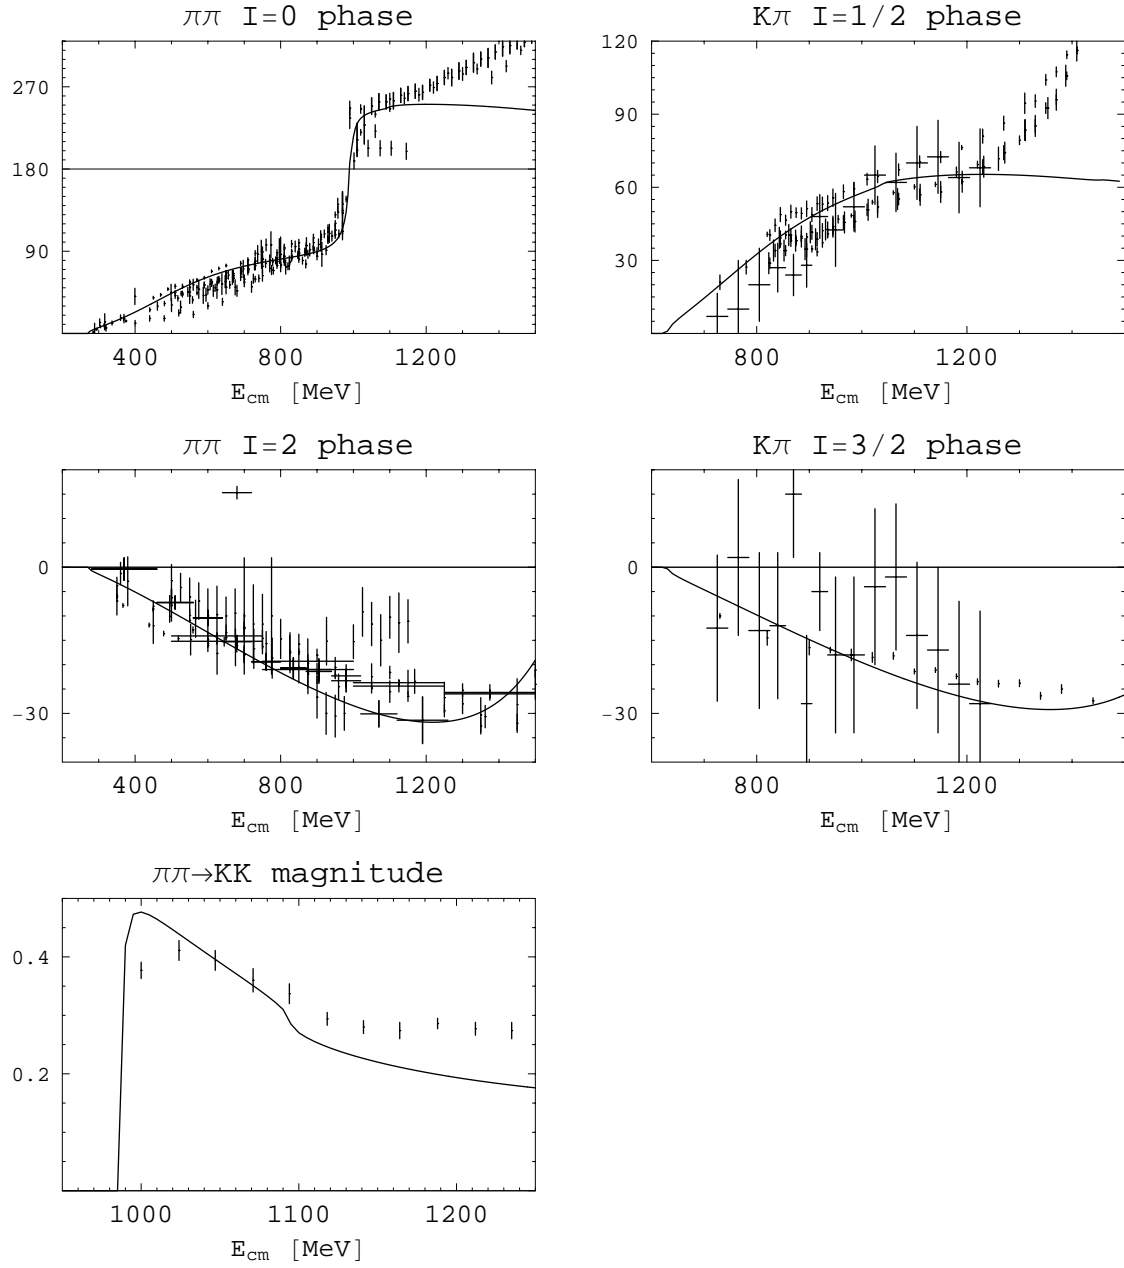 ππ I=0 phase
270
180
90
400 800 1200
E_cm [MeV]
Kπ I=1/2 phase
120
90
60
30
800 1200
E_cm [MeV]
ππ I=2 phase
0
-30
400 800 1200
E_cm [MeV]
Kπ I=3/2 phase
0
-30
800 1200
E_cm [MeV]
ππ→KK magnitude
0.4
0.2
1000 1100 1200
E_cm [MeV]